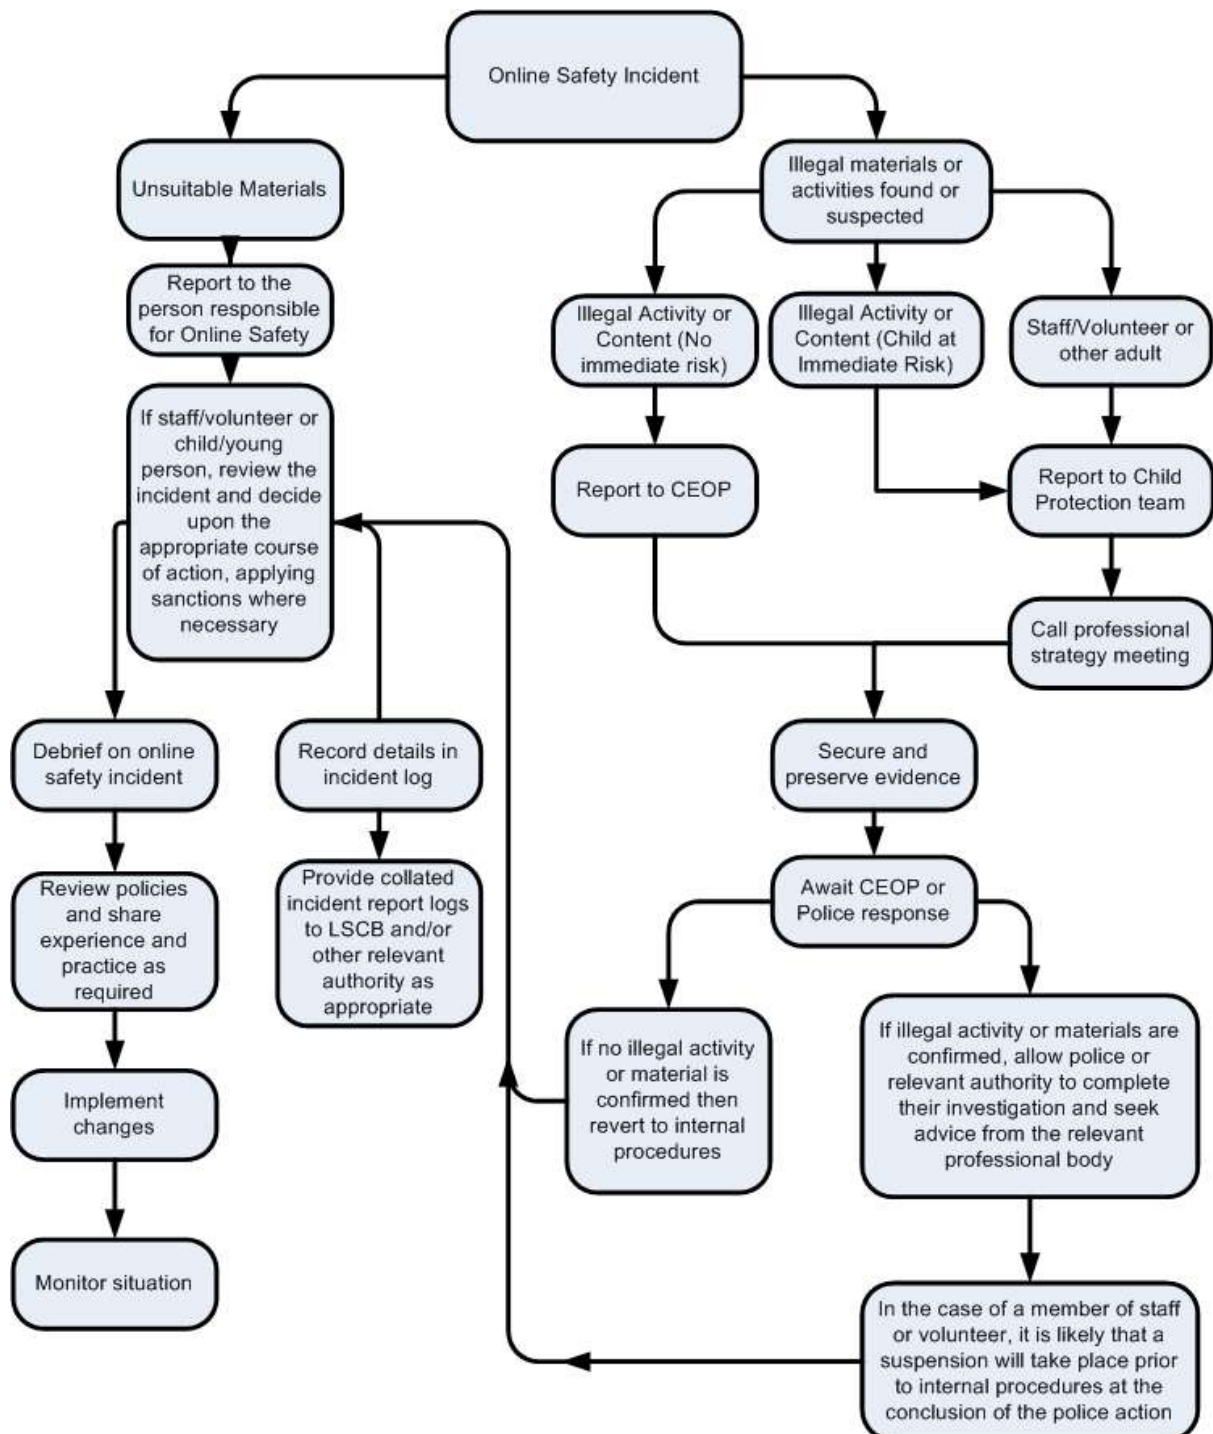 Online Safety Incident
Unsuitable Materials
Report to the
person responsible
for Online Safety
If staff/volunteer or
child/young
person, review the
incident and decide
upon the
appropriate course
of action, applying
sanctions where
necessary
Debrief on online
safety incident
Review policies
and share
experience and
practice as
required
Implement
changes
Monitor situation
Record details in
incident log
Provide collated
incident report logs
to LSCB and/or
other relevant
authority as
appropriate
Illegal materials or
activities found or
suspected
Illegal Activity or
Content (No
immediate risk)
Illegal Activity or
Content (Child at
Immediate Risk)
Staff/Volunteer or
other adult
Report to CEOP
Report to Child
Protection team
Call professional
strategy meeting
Secure and
preserve evidence
Await CEOP or
Police response
If no illegal activity
or material is
confirmed then
revert to internal
procedures
If illegal activity or materials are
confirmed, allow police or
relevant authority to complete
their investigation and seek
advice from the relevant
professional body
In the case of a member of staff
or volunteer, it is likely that a
suspension will take place prior
to internal procedures at the
conclusion of the police action